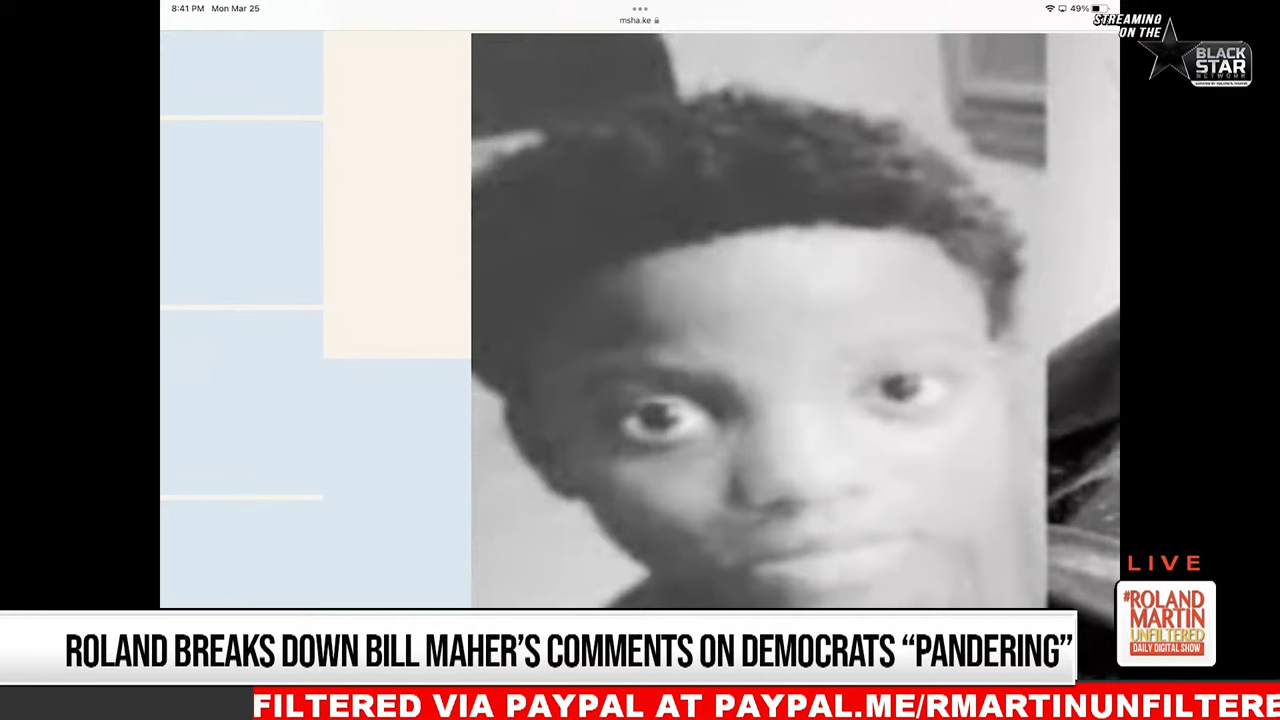 8:41 PM Mon Mar 25
msha.ke
49%
STREAMING
ON THE
BLACK
STAR
NETWORK
LIVE
#ROLAND
MARTIN
UNFILTERED
DAILY DIGITAL SHOW
ROLAND BREAKS DOWN BILL MAHER'S COMMENTS ON DEMOCRATS “PANDERING”
FILTERED VIA PAYPAL AT PAYPAL.ME/RMARTINUNFILTERE